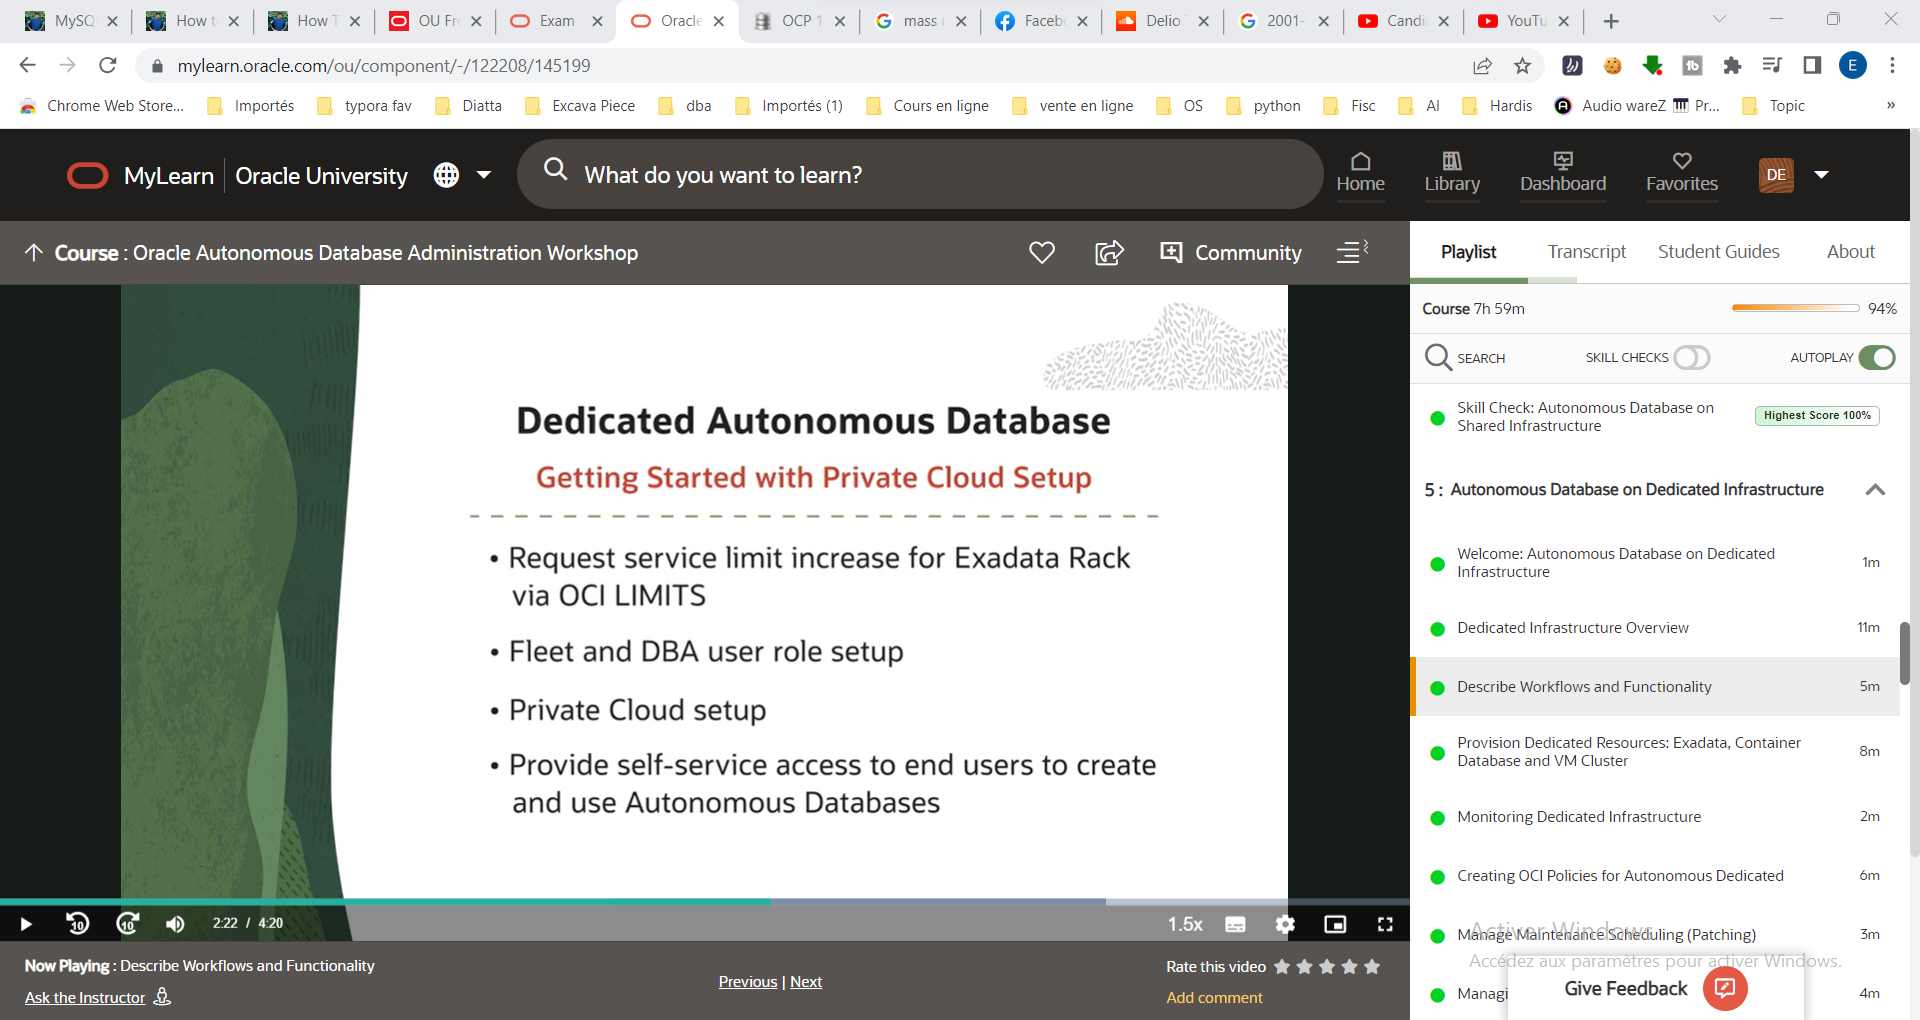 MySQ
How t
How T
OU Fr
Exam
Oracle
OCP 1
mass
Faceb
Delio
2001-
Candi
YouTu
mylearn.oracle.com/ou/component/-/122208/145199
E
Chrome Web Store...
Importés
typora fav
Diatta
Excava Piece
dba
Importés (1)
Cours en ligne
vente en ligne
OS
python
Fisc
AI
Hardis
Audio wareZ
Pr...
Topic
»
MyLearn
Oracle University
What do you want to learn?
Home
Library
Dashboard
Favorites
DE
Course : Oracle Autonomous Database Administration Workshop
Community
Dedicated Autonomous Database
Getting Started with Private Cloud Setup
• Request service limit increase for Exadata Rack
via OCI LIMITS
• Fleet and DBA user role setup
• Private Cloud setup
• Provide self-service access to end users to create
and use Autonomous Databases
10
10
2:22 / 4:20
1.5x
Now Playing : Describe Workflows and Functionality
Ask the Instructor
Previous | Next
Rate this video
Add comment
Playlist
Transcript
Student Guides
About
Course 7h 59m
94%
SEARCH
SKILL CHECKS
AUTOPLAY
Skill Check: Autonomous Database on
Shared Infrastructure
Highest Score 100%
5 : Autonomous Database on Dedicated Infrastructure
Welcome: Autonomous Database on Dedicated
Infrastructure
1m
Dedicated Infrastructure Overview
11m
Describe Workflows and Functionality
5m
Provision Dedicated Resources: Exadata, Container
Database and VM Cluster
8m
Monitoring Dedicated Infrastructure
2m
Creating OCI Policies for Autonomous Dedicated
6m
Activer Windows
Manage Maintenance Scheduling (Patching)
3m
Accédez aux paramètres pour activer Windows.
Managi
4m
Give Feedback